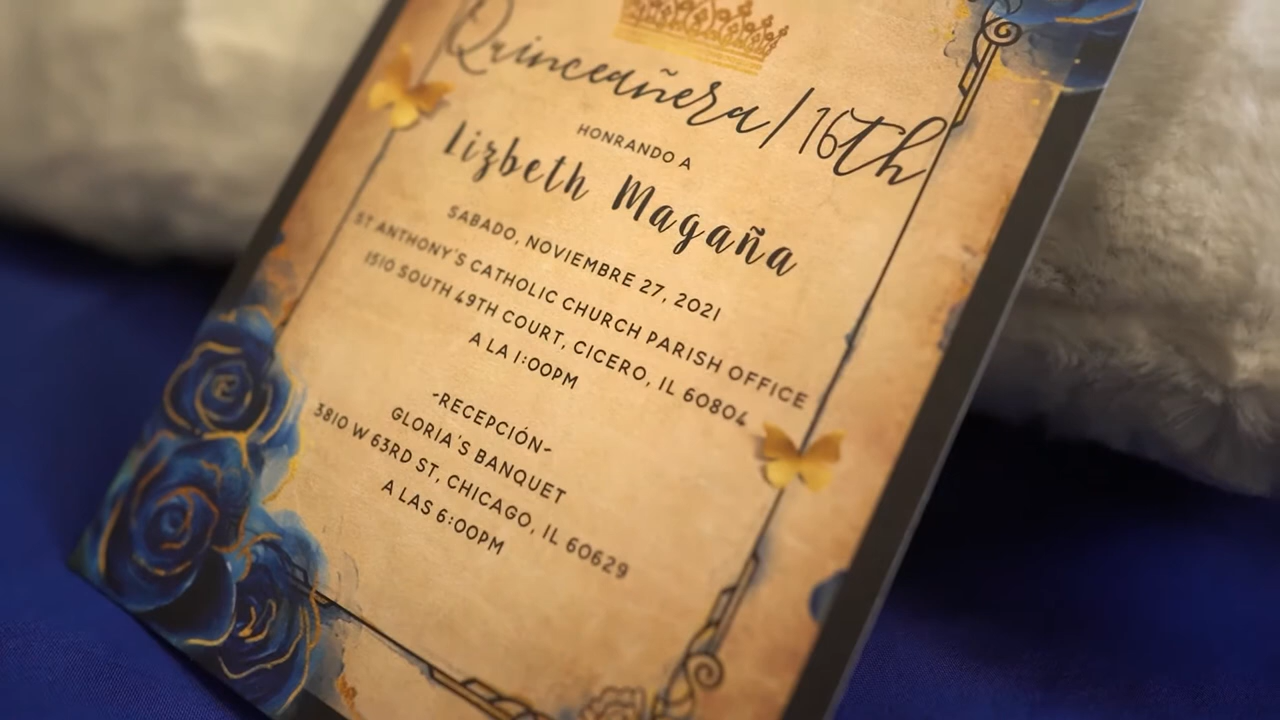 Quinceañera/16th
HONRANDO A
Lizbeth Magaña
SABADO, NOVIEMBRE 27, 2021
ST ANTHONY'S CATHOLIC CHURCH PARISH OFFICE
1510 SOUTH 49TH COURT, CICERO, IL 60804
A LA 1:00PM
-RECEPCIÓN-
GLORIA'S BANQUET
3810 W 63RD ST, CHICAGO, IL 60629
A LAS 6:00PM